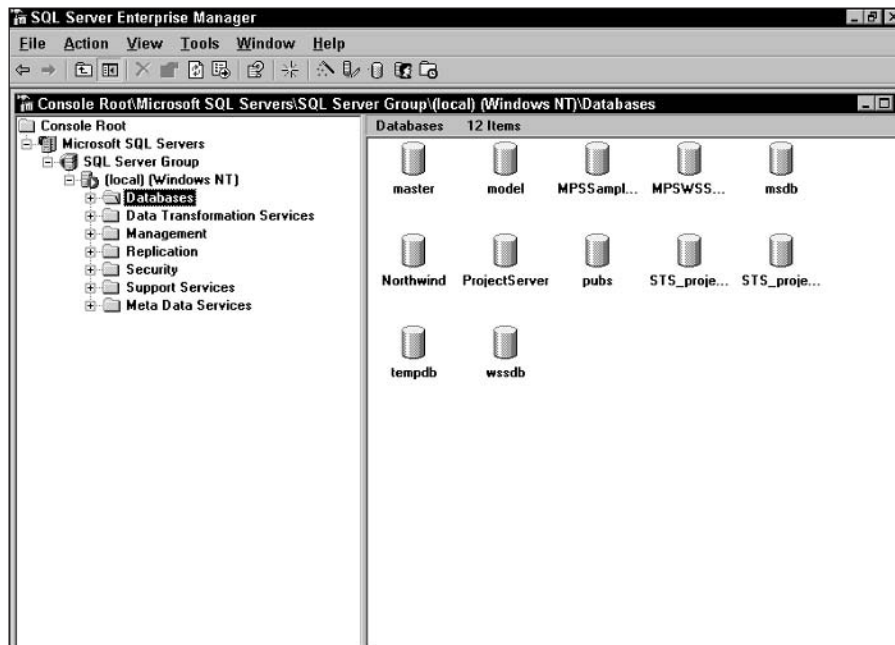 SQL Server Enterprise Manager
File Action View Tools Window Help
Console Root\Microsoft SQL Servers\SQL Server Group\(local) (Windows NT)\Databases
Console Root
Microsoft SQL Servers
SQL Server Group
(local) (Windows NT)
Databases
Data Transformation Services
Management
Replication
Security
Support Services
Meta Data Services
Databases 12 Items
master model MPSSampl... MPSWSS... msdb
Northwind ProjectServer pubs STS_proje... STS_proje...
tempdb wssdb